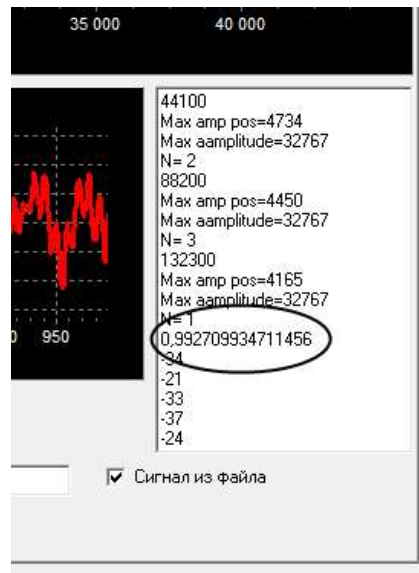 35 000 40 000
44100
Max amp pos=4734
Max aamplitude=32767
N= 2
88200
Max amp pos=4450
Max aamplitude=32767
N= 3
132300
Max amp pos=4165
Max aamplitude=32767
N= 1
0,992709934711456
-34
-21
-33
-37
-24
0 950
Сигнал из файла